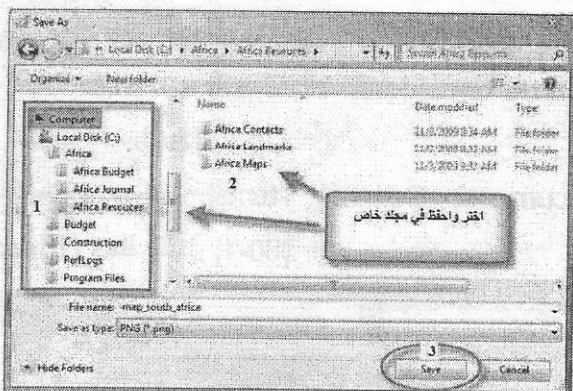 Save As
Local Disk (C:) ▸ Africa ▸ Africa Resources ▸
Search Africa Resources
Organize
New folder
Name
Date modified
Type
Computer
Local Disk (C:)
Africa
Africa Budget
Africa Journal
Africa Resouces
Budget
Construction
PerfLogs
Program Files
1
Africa Contacts
File folder
Africa Landmarks
File folder
Africa Maps
File folder
2
اختر واحفظ في مجلد خاص
File name: map_south_africa
Save as type: PNG (*.png)
Hide Folders
3
Save
Cancel